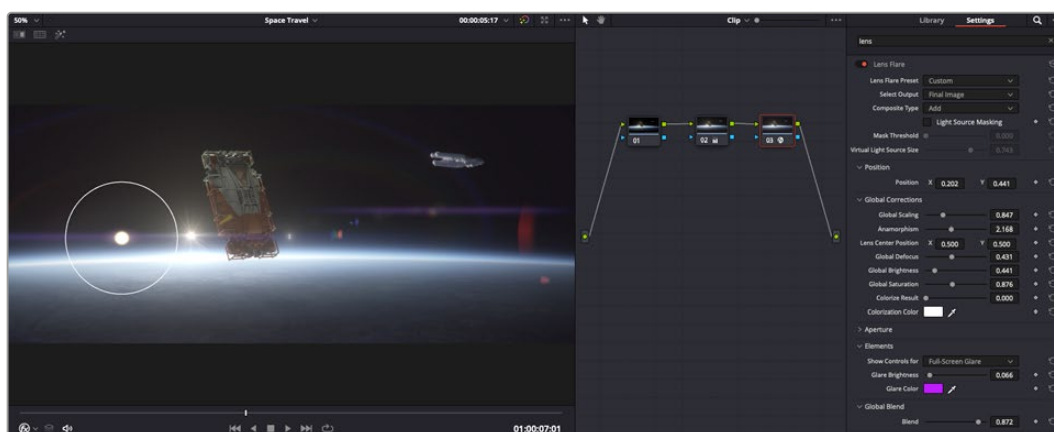 50%
Space Travel
00:00:05:17
Clip
Library
Settings
lens
Lens Flare
Lens Flare Preset Custom
Select Output Final Image
Composite Type Add
Light Source Masking
Mask Threshold 0.000
Virtual Light Source Size 0.743
Position
Position X 0.202 Y 0.441
Global Corrections
Global Scaling 0.847
Anamorphism 2.168
Lens Center Position X 0.500 Y 0.500
Global Defocus 0.431
Global Brightness 0.441
Global Saturation 0.876
Colorize Result 0.000
Colorization Color
Aperture
Elements
Show Controls for Full-Screen Glare
Glare Brightness 0.066
Glare Color
Global Blend
Blend 0.872
01
02
03
01:00:07:01